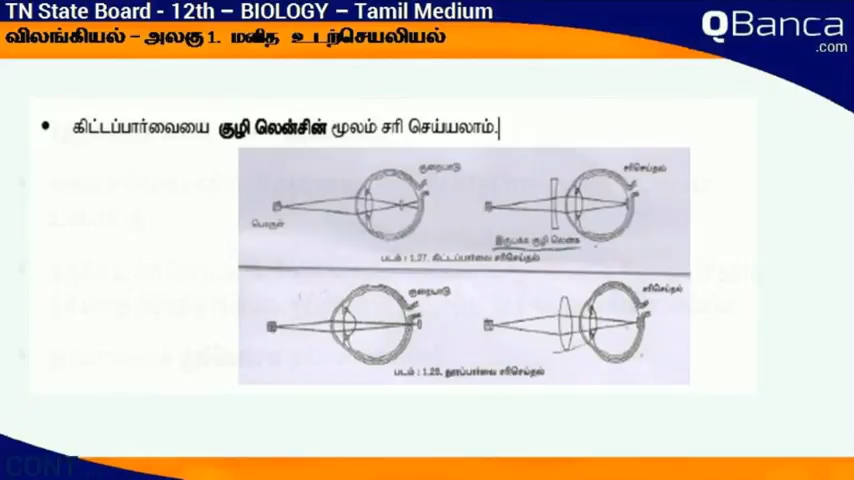 TN State Board - 12th – BIOLOGY – Tamil Medium
விலங்கியல் – அலகு 1. மனித உடற்செயலியல்
QBanca
.com
• கிட்டப்பார்வையை குழி லென்சின் மூலம் சரி செய்யலாம்.
குறைபாடு
சரிசெய்தல்
பொருள்
இருபக்க குழி லென்சு
படம் : 1.27. கிட்டப்பார்வை சரிசெய்தல்
குறைபாடு
சரிசெய்தல்
படம் : 1.28. தூரப்பார்வை சரிசெய்தல்
CONT